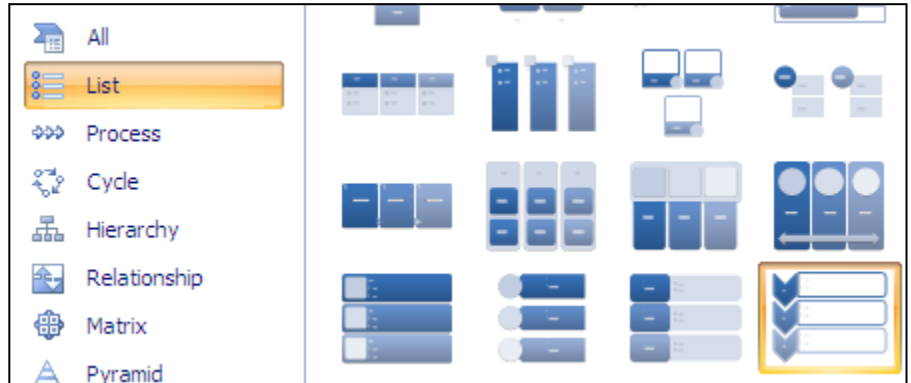 All
List
Process
Cycle
Hierarchy
Relationship
Matrix
Pyramid